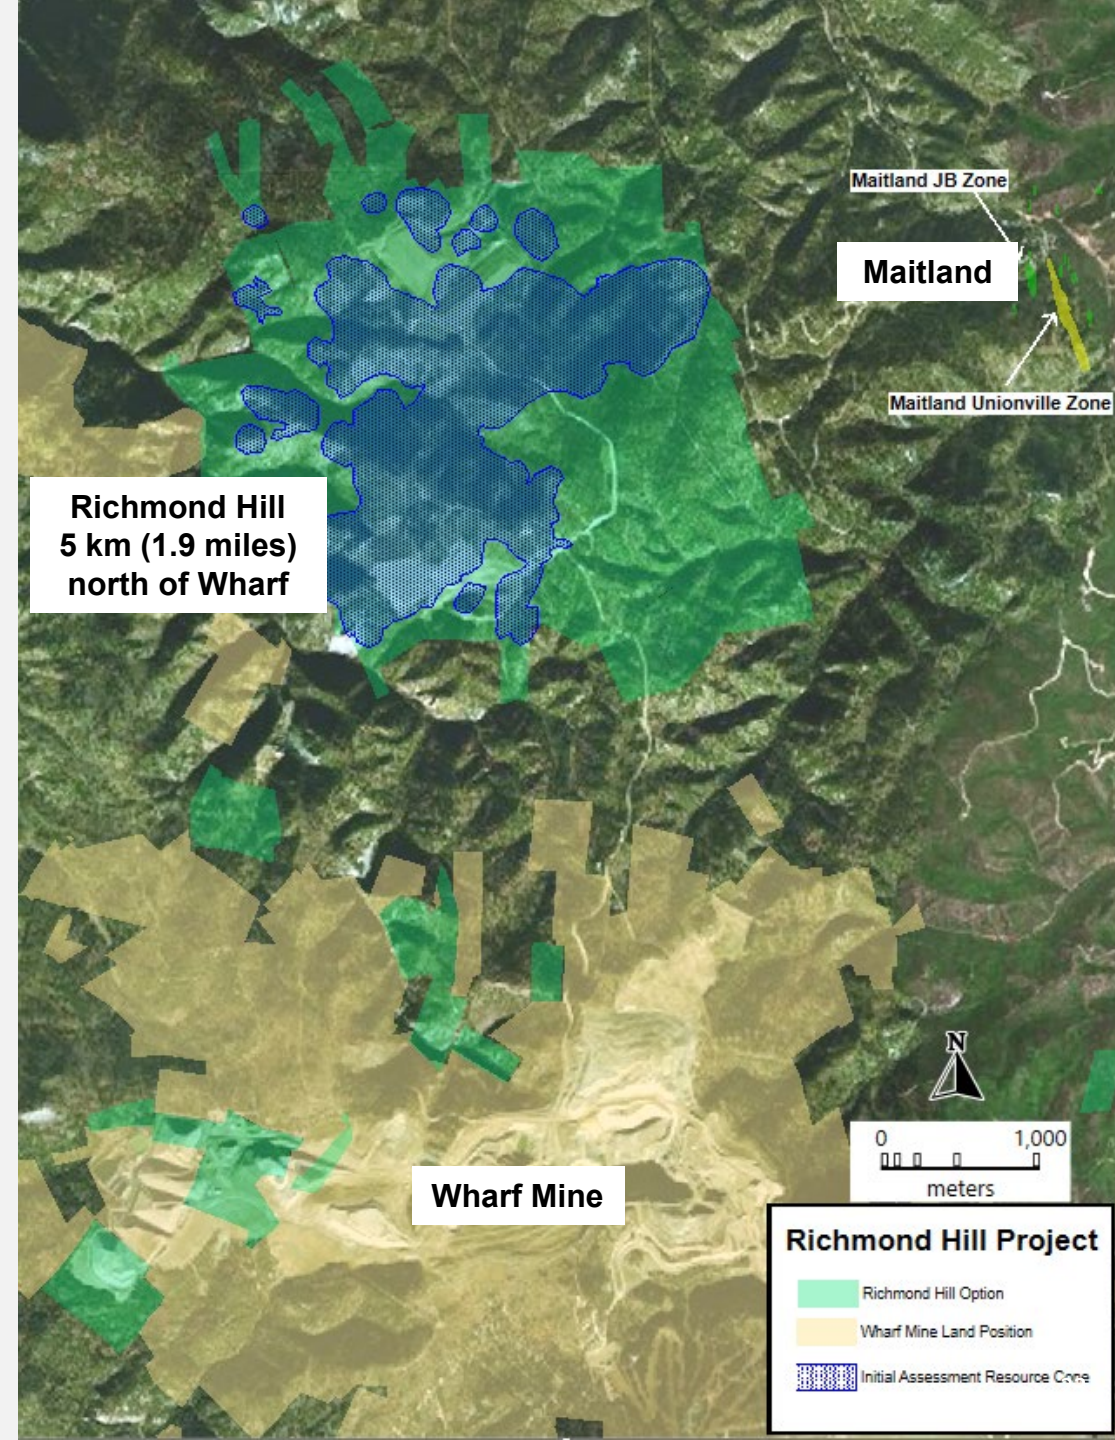 Maitland JB Zone
Maitland
Maitland Unionville Zone
Richmond Hill
5 km (1.9 miles)
north of Wharf
N
0 1,000
meters
Wharf Mine
Richmond Hill Project
Richmond Hill Option
Wharf Mine Land Position
Initial Assessment Resource Cone